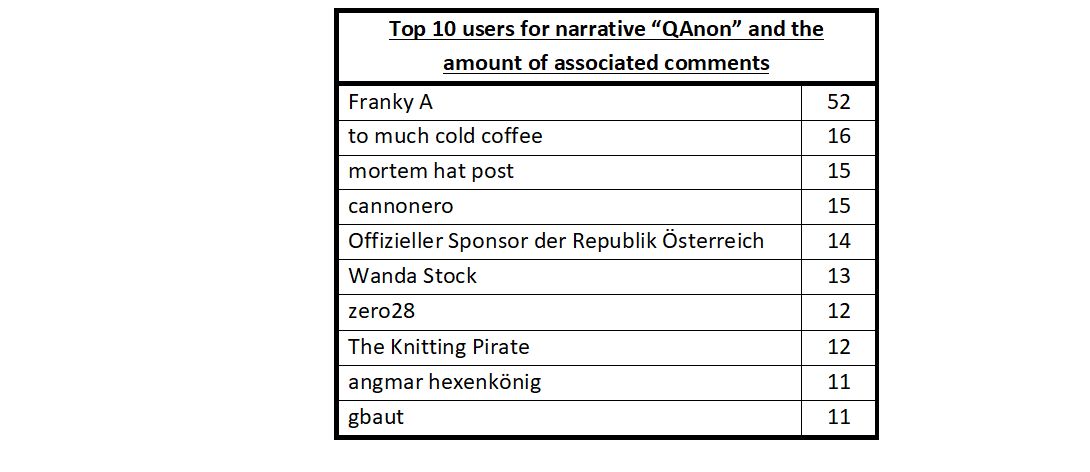 Top 10 users for narrative “QAnon” and the
amount of associated comments
Franky A 52
to much cold coffee 16
mortem hat post 15
cannonero 15
Offizieller Sponsor der Republik Österreich 14
Wanda Stock 13
zero28 12
The Knitting Pirate 12
angmar hexenkönig 11
gbaut 11